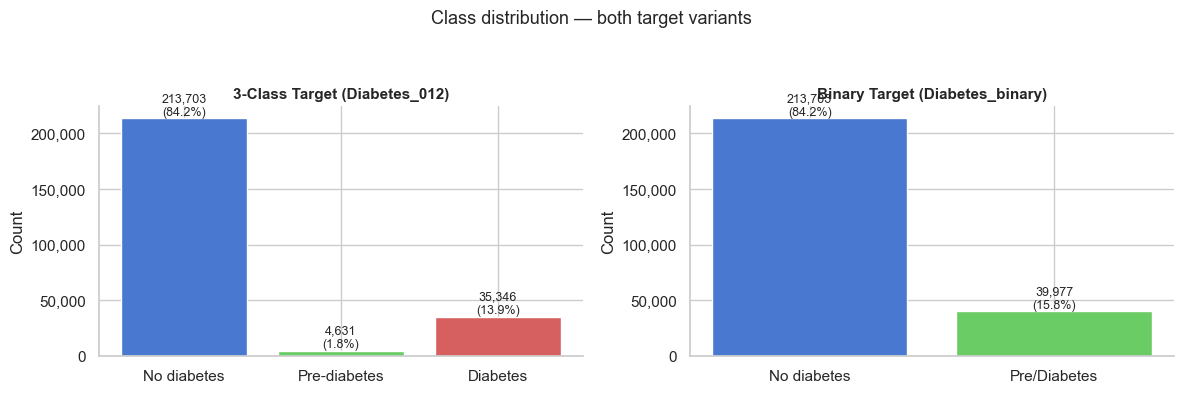 Class distribution — both target variants
3-Class Target (Diabetes_012)
213,703
(84.2%)
200,000
150,000
100,000
50,000
0
Count
4,631
(1.8%)
35,346
(13.9%)
No diabetes
Pre-diabetes
Diabetes
Binary Target (Diabetes_binary)
213,703
(84.2%)
200,000
150,000
100,000
50,000
0
Count
39,977
(15.8%)
No diabetes
Pre/Diabetes